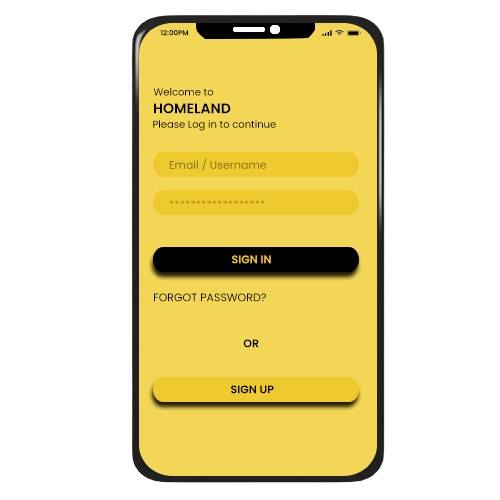 12:00PM
Welcome to
HOMELAND
Please Log in to continue
Email / Username
******************
SIGN IN
FORGOT PASSWORD?
OR
SIGN UP